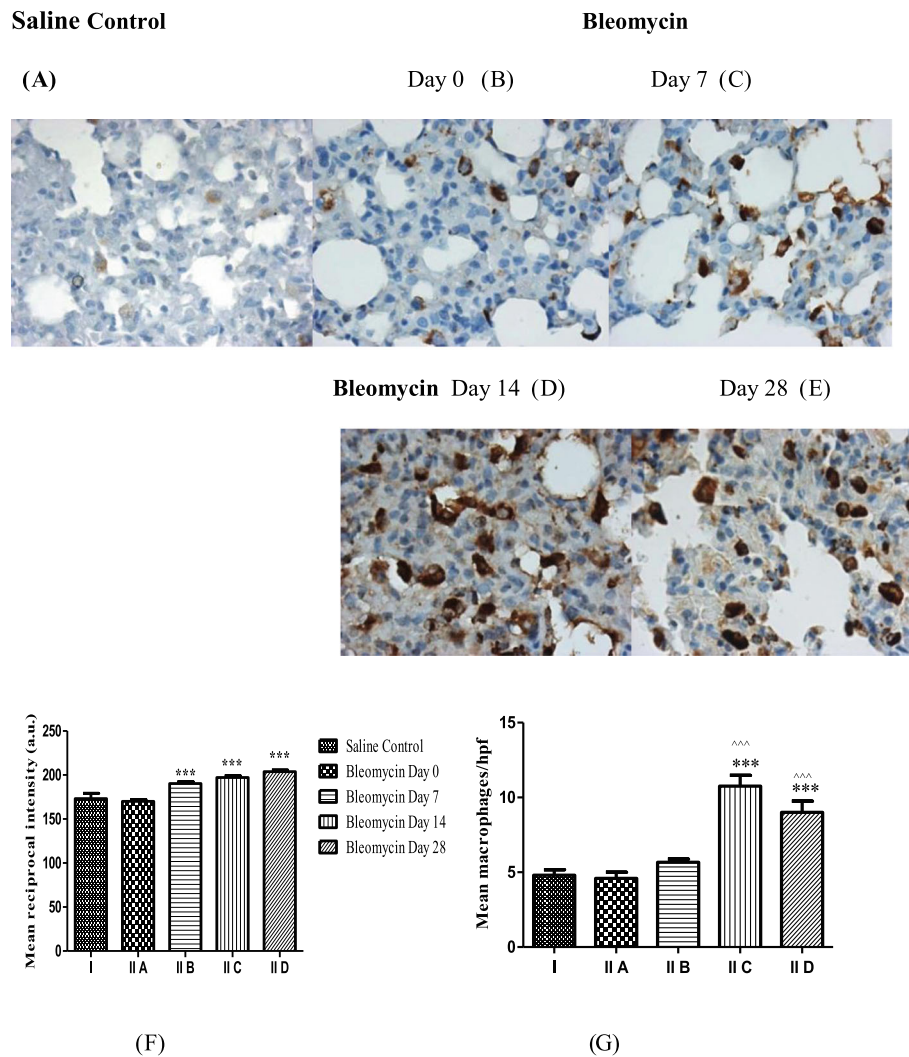 Saline Control
Bleomycin
(A)
Day 0 (B)
Day 7 (C)
Bleomycin Day 14 (D)
Day 28 (E)
Mean reciprocal intensity (a.u.)
250
200
150
100
50
0
***
***
***
I
II A
II B
II C
II D
Saline Control
Bleomycin Day 0
Bleomycin Day 7
Bleomycin Day 14
Bleomycin Day 28
Mean macrophages/hpf
15
10
5
0
^^^
***
^^^
***
I
II A
II B
II C
II D
(F)
(G)